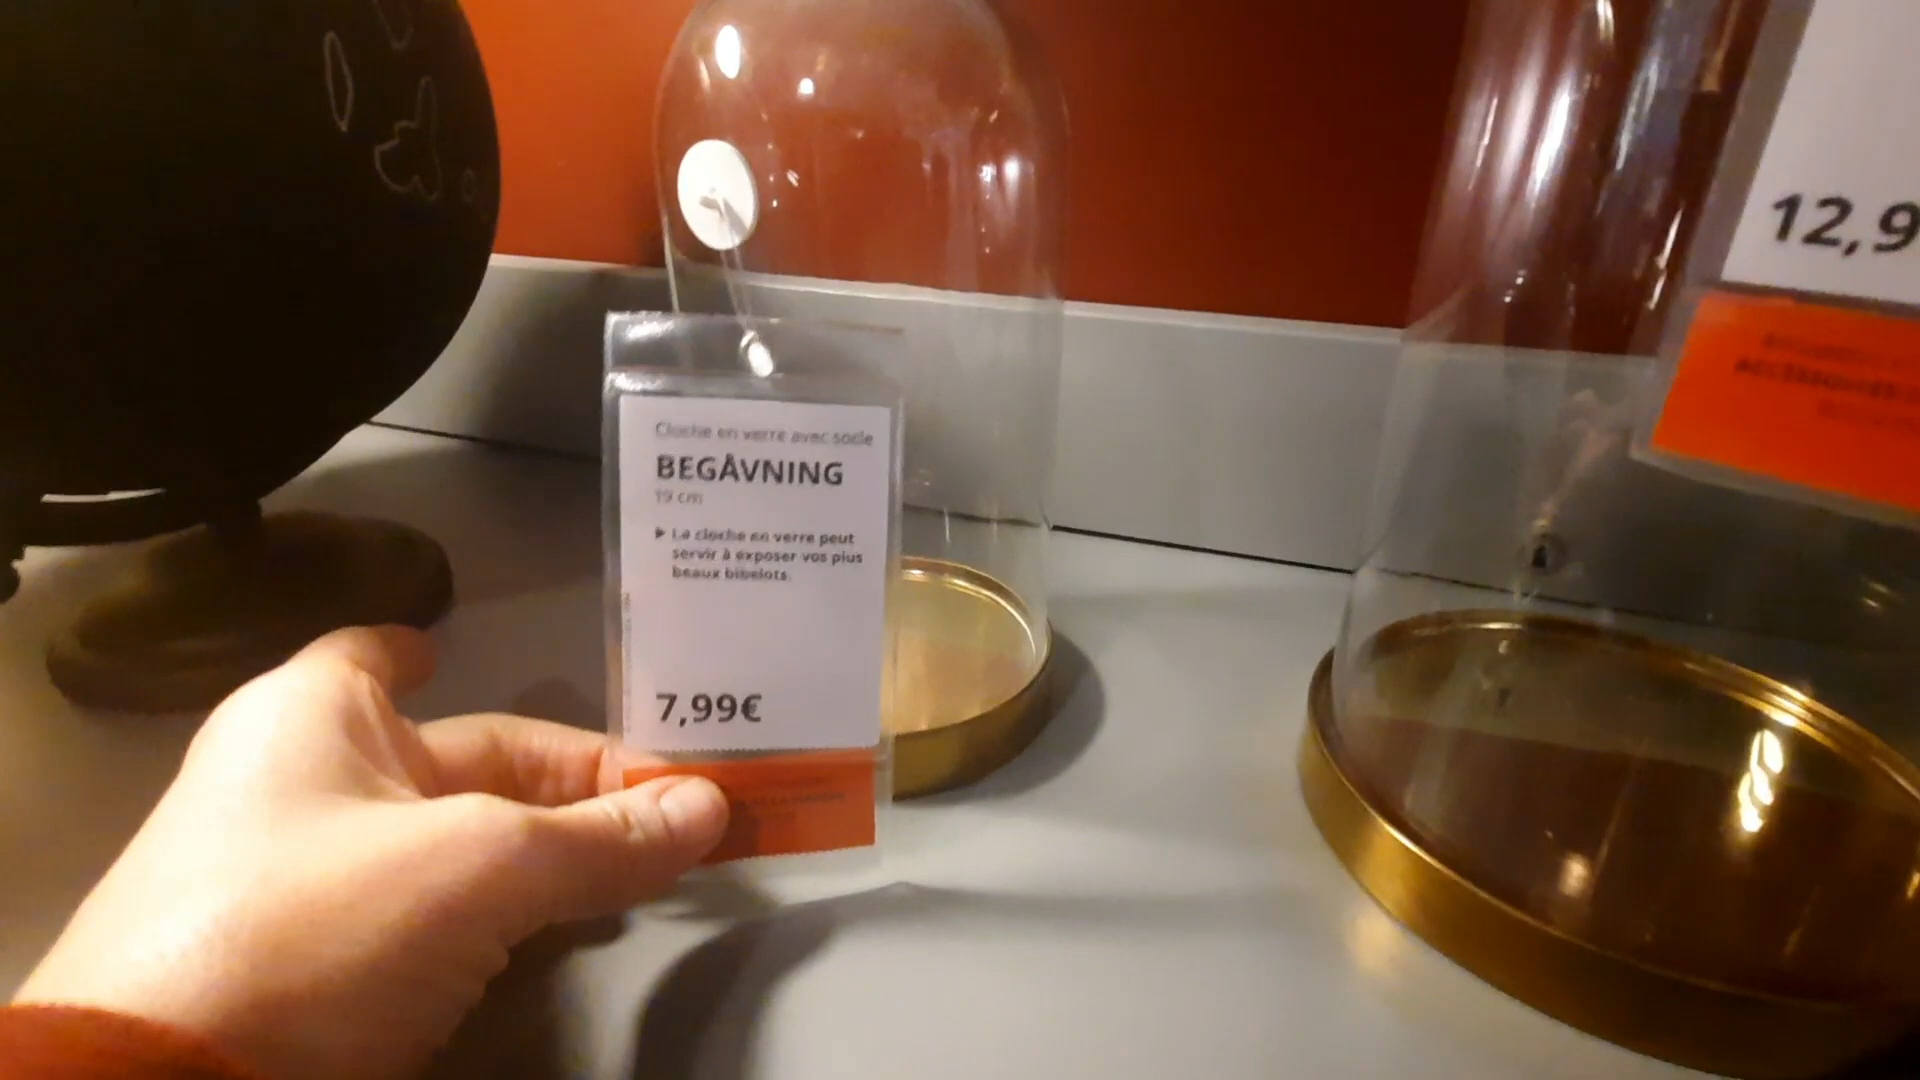 Cloche en verre avec socle
BEGÅVNING
19 cm
▶ La cloche en verre peut
servir à exposer vos plus
beaux bibelots.
7,99€
12,9